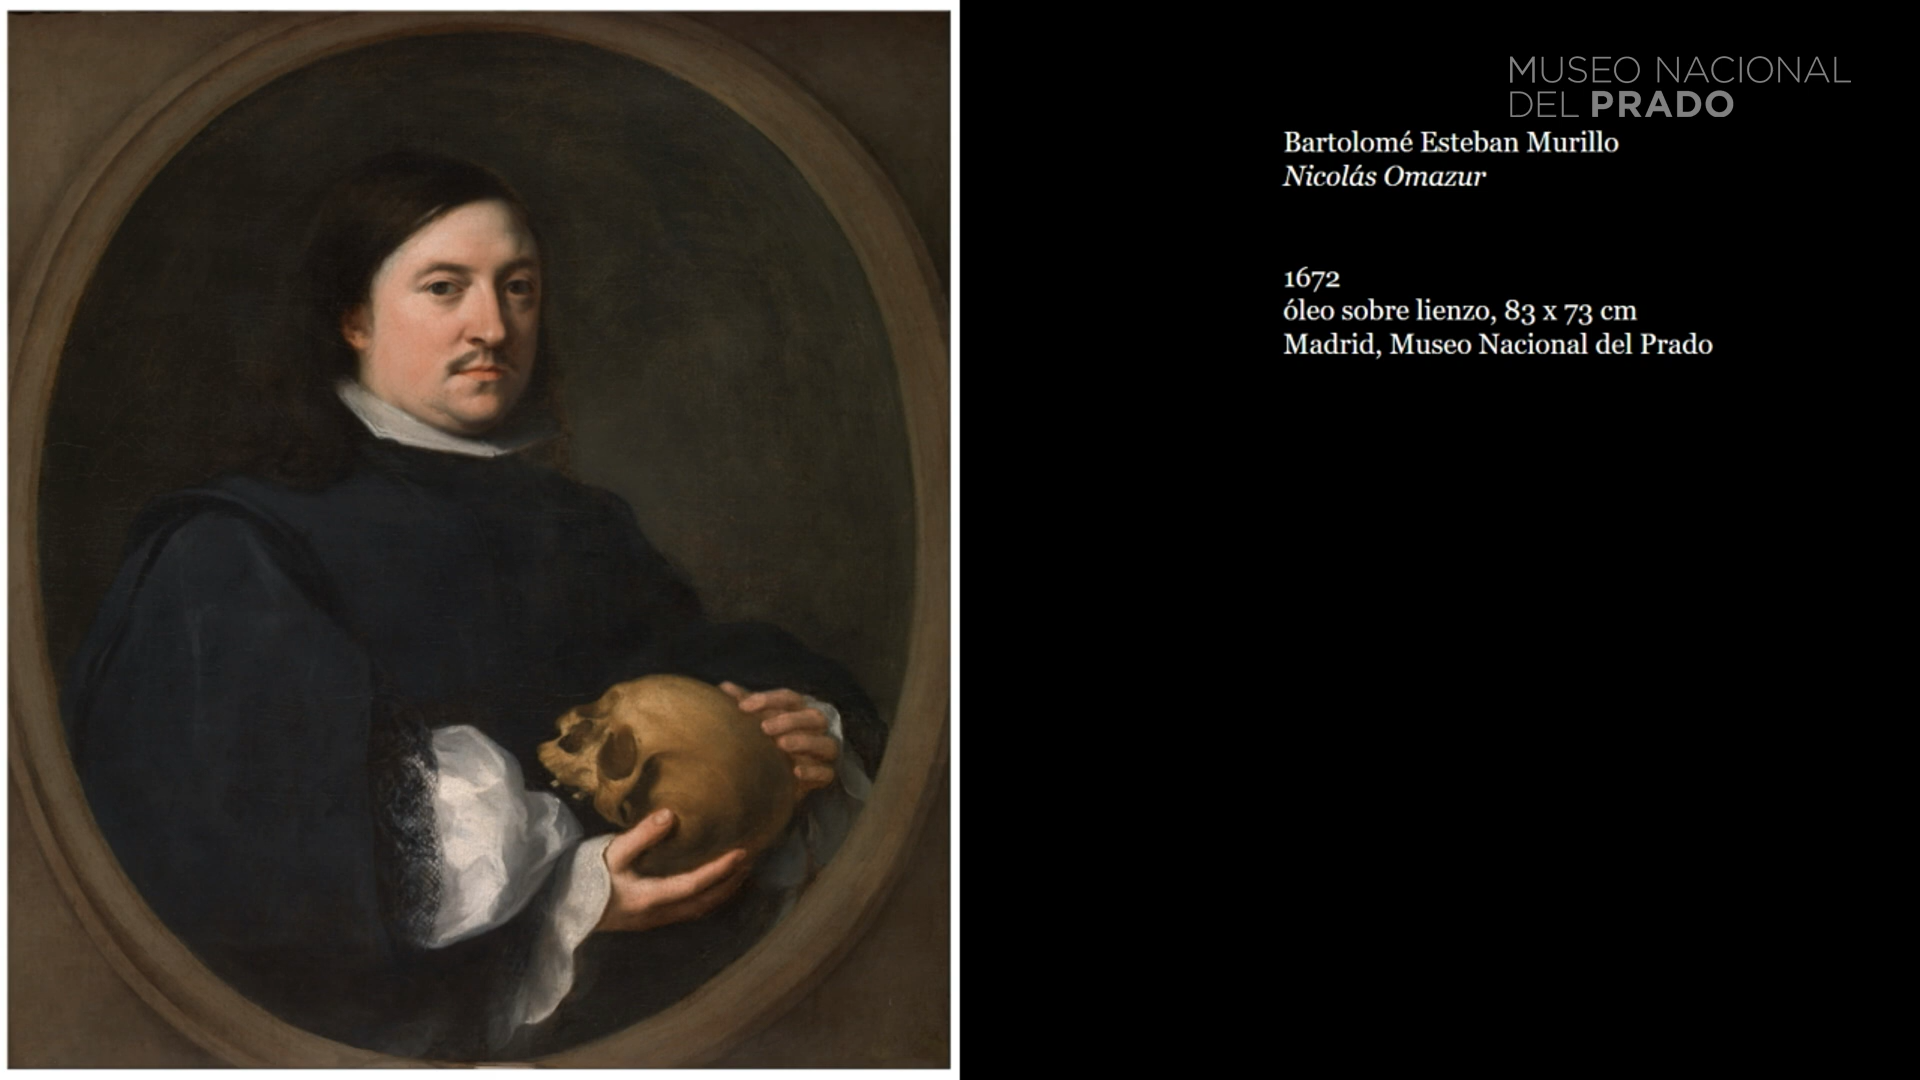 MUSEO NACIONAL
DEL PRADO
Bartolomé Esteban Murillo
Nicolás Omazur
1672
óleo sobre lienzo, 83 x 73 cm
Madrid, Museo Nacional del Prado